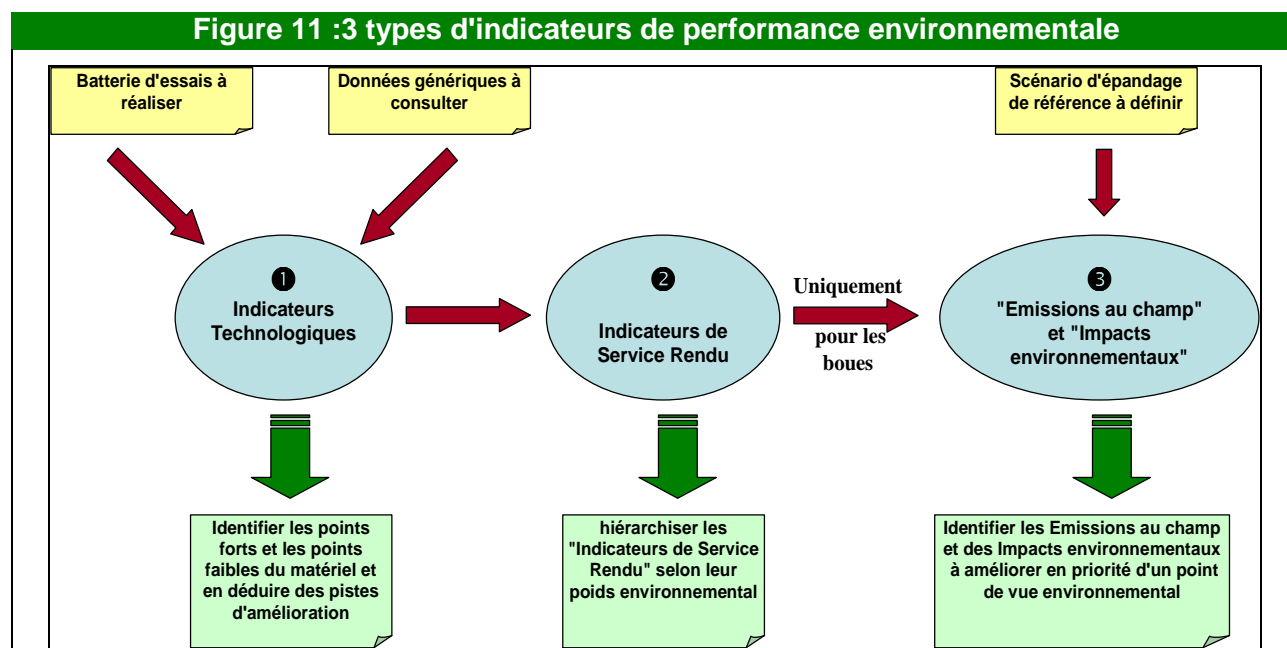 Figure 11 :3 types d'indicateurs de performance environnementale
Batterie d'essais à
réaliser
Données génériques à
consulter
Scénario d'épandage
de référence à définir
❶
Indicateurs
Technologiques
❷
Indicateurs de
Service Rendu
Uniquement
pour les
boues
❸
"Emissions au champ"
et "Impacts
environnementaux"
Identifier les points
forts et les points
faibles du matériel et
en déduire des pistes
d'amélioration
hiérarchiser les
"Indicateurs de Service
Rendu" selon leur
poids environnemental
Identifier les Emissions au champ
et des Impacts environnementaux
à améliorer en priorité d'un point
de vue environnemental